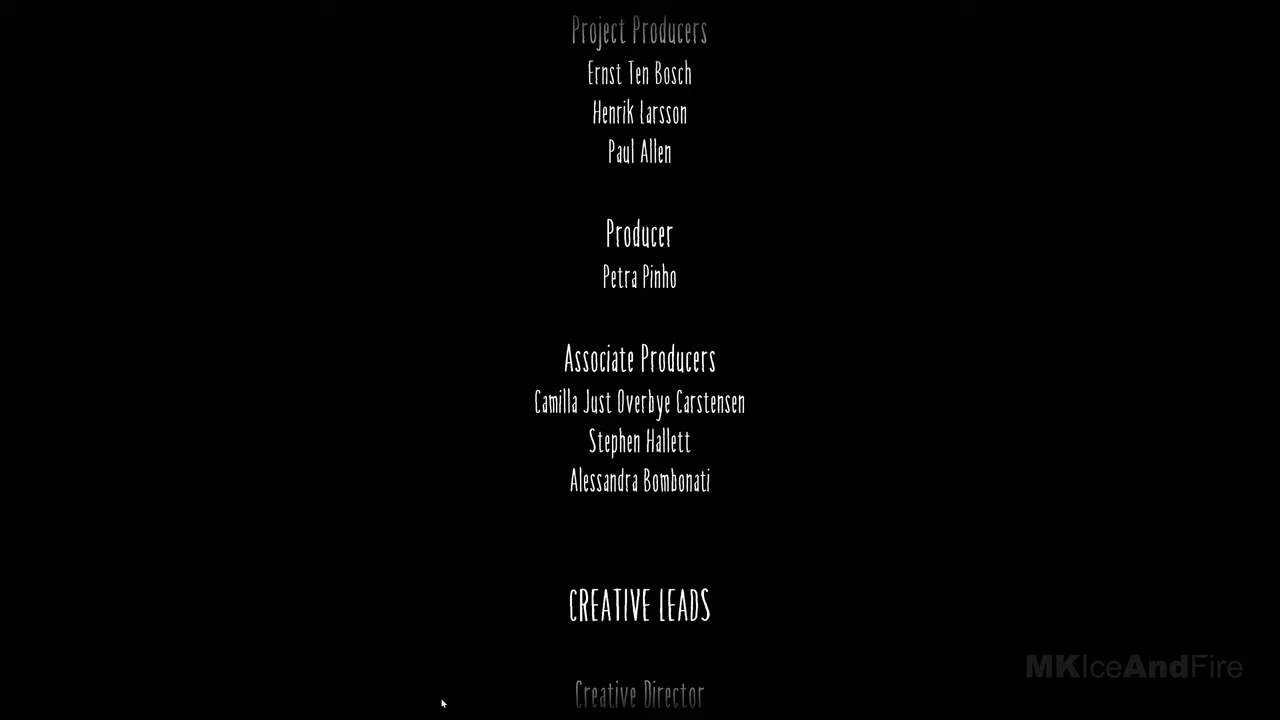 Project Producers
Ernst Ten Bosch
Henrik Larsson
Paul Allen
Producer
Petra Pinho
Associate Producers
Camilla Just Overbye Carstensen
Stephen Hallett
Alessandra Bombonati
CREATIVE LEADS
MKIceAndFire
Creative Director